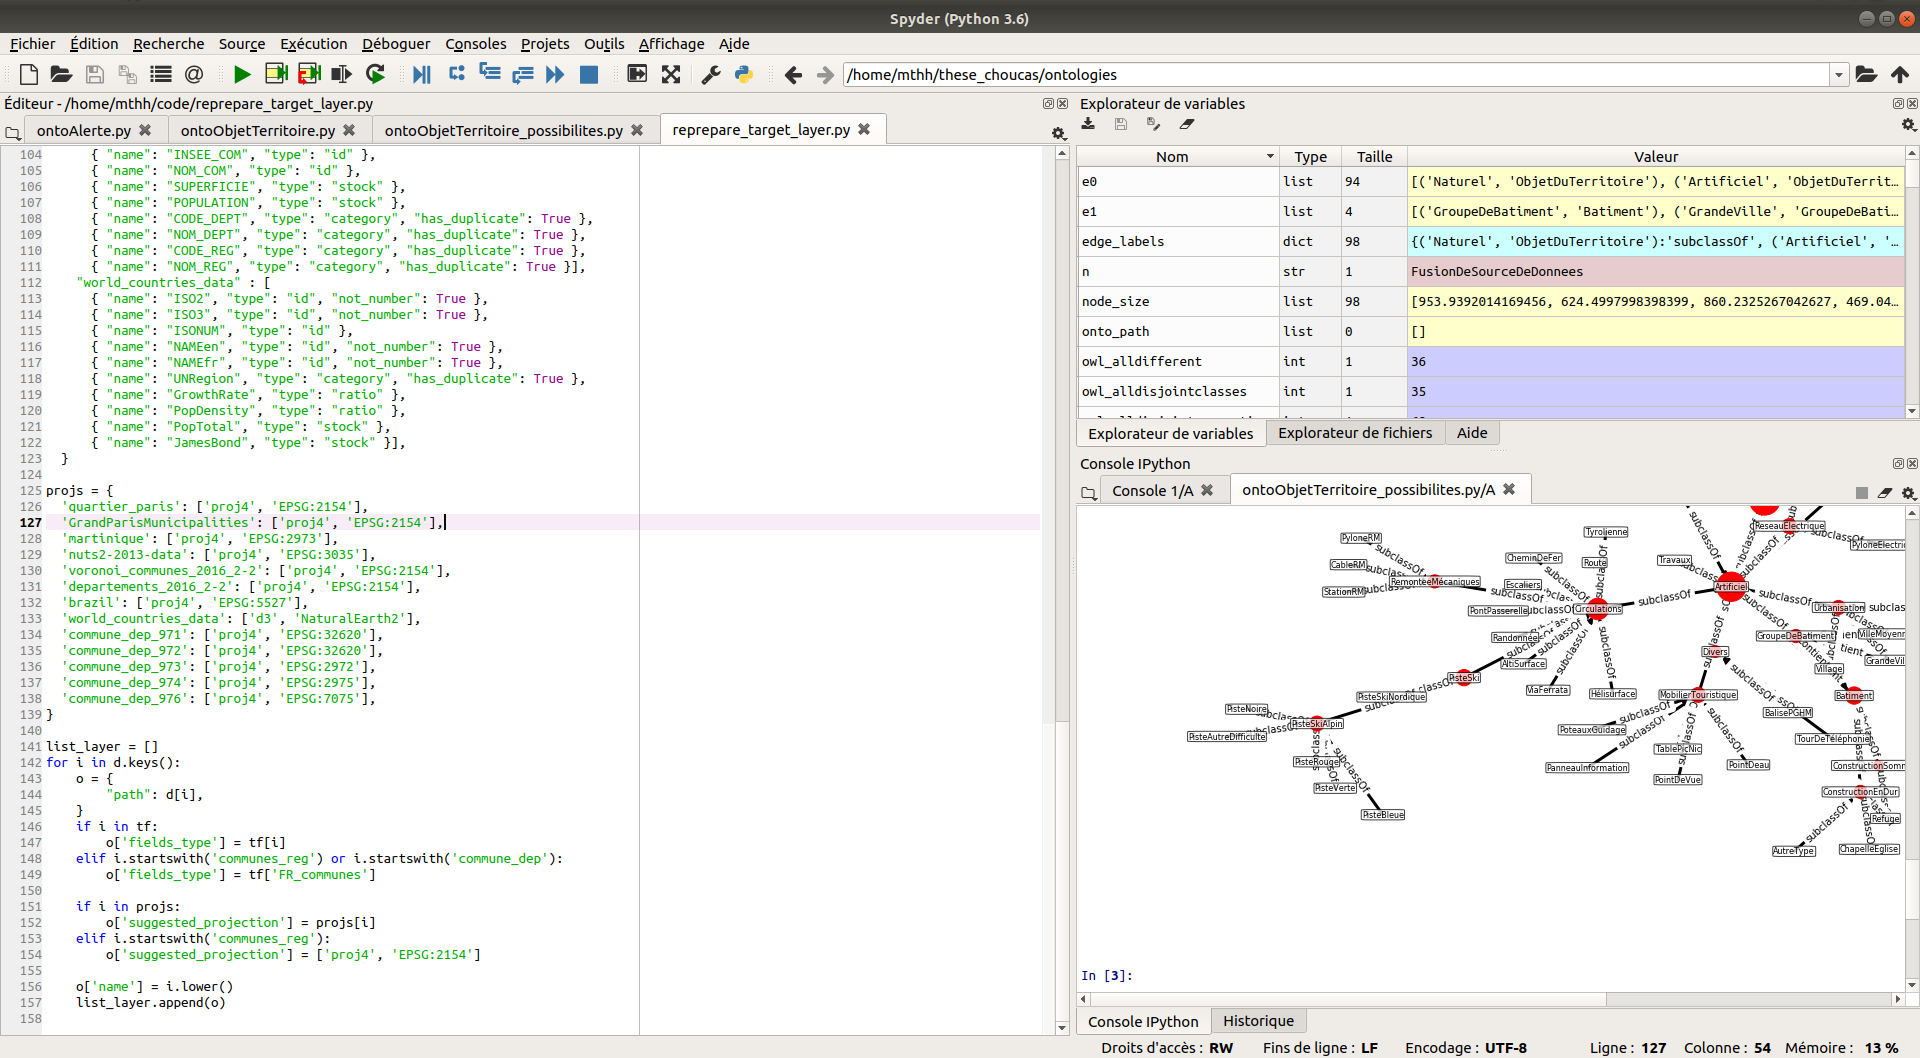 Spyder (Python 3.6)
Fichier Édition Recherche Source Exécution Déboguer Consoles Projets Outils Affichage Aide
/home/mthh/these_choucas/ontologies
Éditeur - /home/mthh/code/reprepare_target_layer.py
ontoAlerte.py
ontoObjetTerritoire.py
ontoObjetTerritoire_possibilites.py
reprepare_target_layer.py
104 { "name": "INSEE_COM", "type": "id" },
105 { "name": "NOM_COM", "type": "id" },
106 { "name": "SUPERFICIE", "type": "stock" },
107 { "name": "POPULATION", "type": "stock" },
108 { "name": "CODE_DEPT", "type": "category", "has_duplicate": True },
109 { "name": "NOM_DEPT", "type": "category", "has_duplicate": True },
110 { "name": "CODE_REG", "type": "category", "has_duplicate": True },
111 { "name": "NOM_REG", "type": "category", "has_duplicate": True }],
112 "world_countries_data" : [
113 { "name": "ISO2", "type": "id", "not_number": True },
114 { "name": "ISO3", "type": "id", "not_number": True },
115 { "name": "ISONUM", "type": "id" },
116 { "name": "NAMEen", "type": "id", "not_number": True },
117 { "name": "NAMEfr", "type": "id", "not_number": True },
118 { "name": "UNRegion", "type": "category", "has_duplicate": True },
119 { "name": "GrowthRate", "type": "ratio" },
120 { "name": "PopDensity", "type": "ratio" },
121 { "name": "PopTotal", "type": "stock" },
122 { "name": "JamesBond", "type": "stock" }],
123 }
124
125 projs = {
126 'quartier_paris': ['proj4', 'EPSG:2154'],
127 'GrandParisMunicipalities': ['proj4', 'EPSG:2154'],
128 'martinique': ['proj4', 'EPSG:2973'],
129 'nuts2-2013-data': ['proj4', 'EPSG:3035'],
130 'voronoi_communes_2016_2-2': ['proj4', 'EPSG:2154'],
131 'departements_2016_2-2': ['proj4', 'EPSG:2154'],
132 'brazil': ['proj4', 'EPSG:5527'],
133 'world_countries_data': ['d3', 'NaturalEarth2'],
134 'commune_dep_971': ['proj4', 'EPSG:32620'],
135 'commune_dep_972': ['proj4', 'EPSG:32620'],
136 'commune_dep_973': ['proj4', 'EPSG:2972'],
137 'commune_dep_974': ['proj4', 'EPSG:2975'],
138 'commune_dep_976': ['proj4', 'EPSG:7075'],
139 }
140
141 list_layer = []
142 for i in d.keys():
143 o = {
144 "path": d[i],
145 }
146 if i in tf:
147 o['fields_type'] = tf[i]
148 elif i.startswith('communes_reg') or i.startswith('commune_dep'):
149 o['fields_type'] = tf['FR_communes']
150
151 if i in projs:
152 o['suggested_projection'] = projs[i]
153 elif i.startswith('communes_reg'):
154 o['suggested_projection'] = ['proj4', 'EPSG:2154']
155
156 o['name'] = i.lower()
157 list_layer.append(o)
158
Explorateur de variables
Nom Type Taille Valeur
e0 list 94 [('Naturel', 'ObjetDuTerritoire'), ('Artificiel', 'ObjetDuTerrit...
e1 list 4 [('GroupeDeBatiment', 'Batiment'), ('GrandeVille', 'GroupeDeBati...
edge_labels dict 98 {('Naturel', 'ObjetDuTerritoire'):'subclassOf', ('Artificiel', '...
n str 1 FusionDeSourceDeDonnees
node_size list 98 [953.9392014169456, 624.4997998398399, 860.2325267042627, 469.04...
onto_path list 0 []
owl_alldifferent int 1 36
owl_alldisjointclasses int 1 35
Explorateur de variables Explorateur de fichiers Aide
Console IPython
Console 1/A
ontoObjetTerritoire_possibilites.py/A
PyloneRM
CableRM
StationRM
RemontéeMécaniques
CheminDeFer
Tyrolienne
Route
Escaliers
PontPasserelle
Circulations
Randonnée
AltiSurface
ViaFerrata
Hélisurface
PisteSki
PisteSkiNordique
PisteNoire
PisteSkiAlpin
PisteAutreDifficulte
PisteRouge
PisteVerte
PisteBleue
ReseauElectrique
PyloneElectri
Travaux
Artificiel
Urbanisation
GroupeDeBatiment
VilleMoyenn
GrandeVil
Village
Divers
MobilierTouristique
Batiment
BalisePGHM
PoteauxGuidage
TourDeTéléphonie
TablePicNic
PanneauInformation
PointDeVue
PointDeau
ConstructionSomm
ConstructionEnDur
Refuge
AutreType
ChapelleEglise
subclassOf
In [3]:
Console IPython Historique
Droits d'accès : RW Fins de ligne : LF Encodage : UTF-8 Ligne : 127 Colonne : 54 Mémoire : 13 %